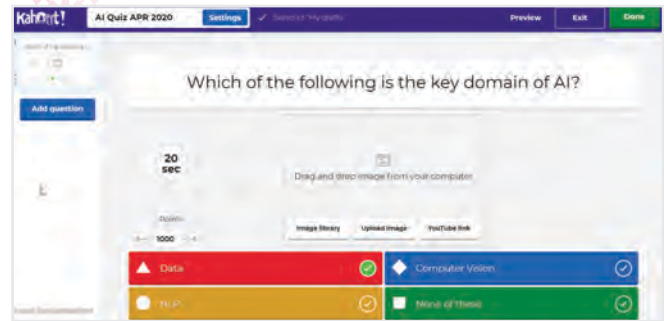 Kahoot!
AI Quiz APR 2020
Settings
Preview
Exit
Done
Add question
Which of the following is the key domain of AI?
20
sec
Drag and drop image from your computer
Points
1000
Image library
Upload image
YouTube link
Data
Computer Vision
NLP
None of these